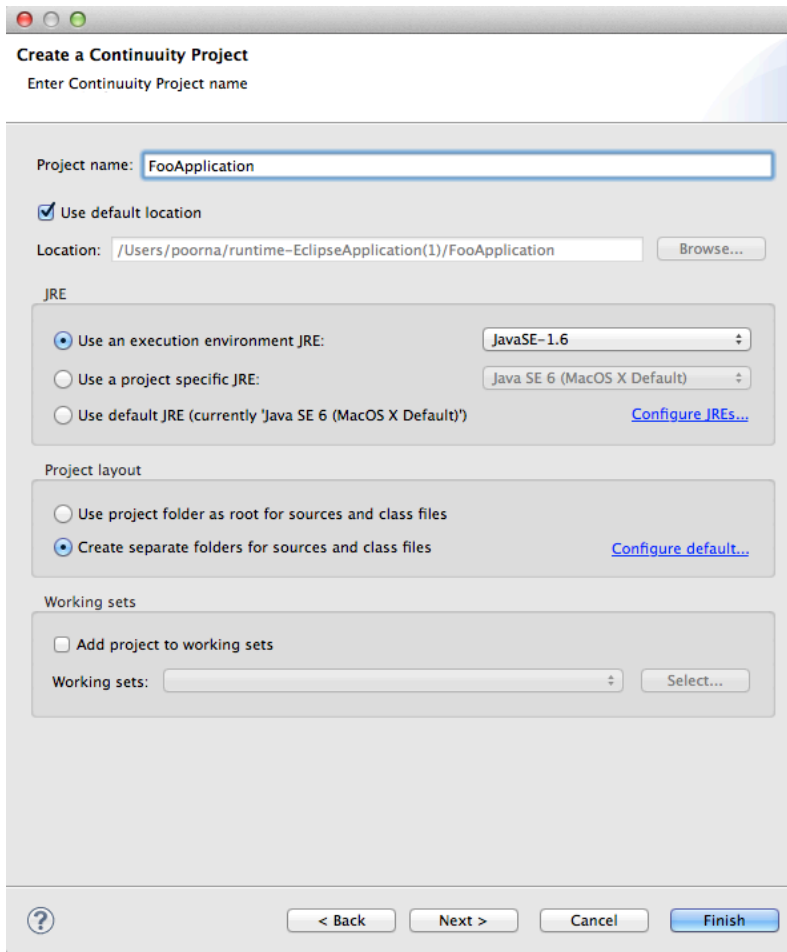 Create a Continuuity Project
Enter Continuuity Project name
Project name: FooApplication
Use default location
Location: /Users/poorna/runtime-EclipseApplication(1)/FooApplication Browse...
JRE
Use an execution environment JRE: JavaSE-1.6
Use a project specific JRE: Java SE 6 (MacOS X Default)
Use default JRE (currently 'Java SE 6 (MacOS X Default)') Configure JREs...
Project layout
Use project folder as root for sources and class files
Create separate folders for sources and class files Configure default...
Working sets
Add project to working sets
Working sets: Select...
? < Back Next > Cancel Finish